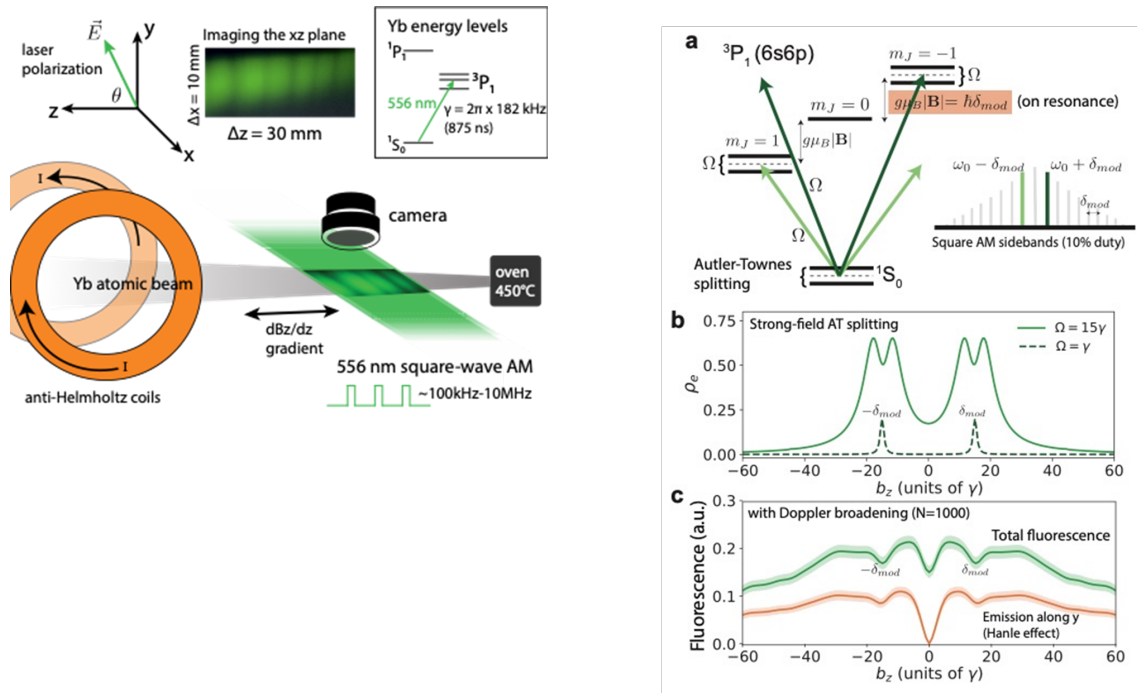 E⃗
y
laser
polarization
θ
z
x
Imaging the xz plane
Δx = 10 mm
Δz = 30 mm
Yb energy levels
¹P₁
³P₁
556 nm
γ = 2π x 182 kHz
(875 ns)
¹S₀
I
camera
Yb atomic beam
oven
450°C
dBz/dz
gradient
I
556 nm square-wave AM
~100kHz-10MHz
anti-Helmholtz coils
a
³P₁ (6s6p)
m_J = −1
Ω
gμ_B|B| = ħδ_mod (on resonance)
m_J = 0
m_J = 1
gμ_B|B|
Ω
Ω
Ω
ω₀ − δ_mod
ω₀ + δ_mod
δ_mod
Square AM sidebands (10% duty)
Autler-Townes
splitting
¹S₀
b
Strong-field AT splitting
Ω = 15γ
Ω = γ
0.75
0.50
0.25
0.00
ρ_e
−δ_mod
δ_mod
−60 −40 −20 0 20 40 60
b_z (units of γ)
c
with Doppler broadening (N=1000)
Total fluorescence
0.3
0.2
0.1
0.0
Fluorescence (a.u.)
−δ_mod
δ_mod
Emission along y
(Hanle effect)
−60 −40 −20 0 20 40 60
b_z (units of γ)